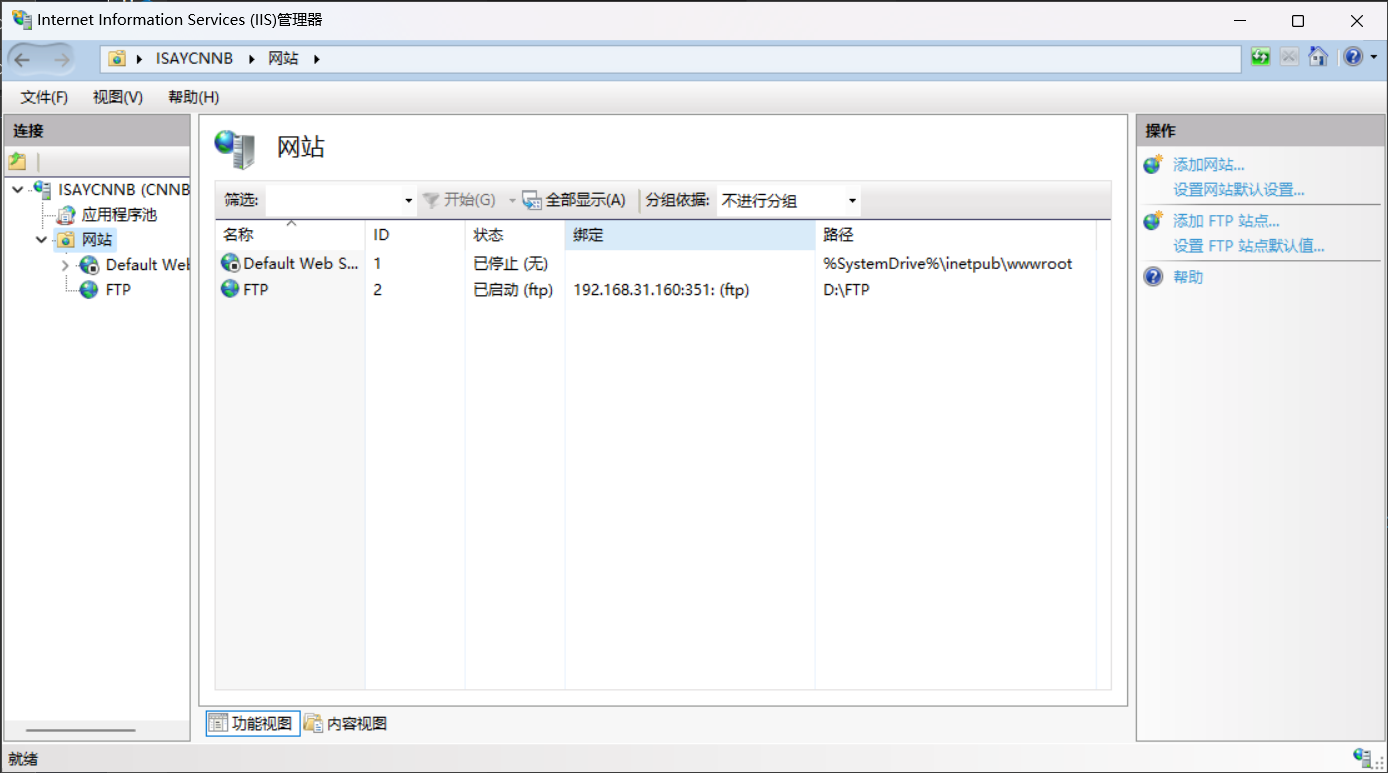 Internet Information Services (IIS)管理器
ISAYCNNB 网站
文件(F) 视图(V) 帮助(H)
连接
ISAYCNNB (CNNB
应用程序池
网站
Default Wel
FTP
网站
筛选: 开始(G) 全部显示(A) 分组依据: 不进行分组
名称 ID 状态 绑定 路径
Default Web S... 1 已停止 (无) %SystemDrive%\inetpub\wwwroot
FTP 2 已启动 (ftp) 192.168.31.160:351: (ftp) D:\FTP
功能视图 内容视图
操作
添加网站...
设置网站默认设置...
添加 FTP 站点...
设置 FTP 站点默认值...
帮助
就绪